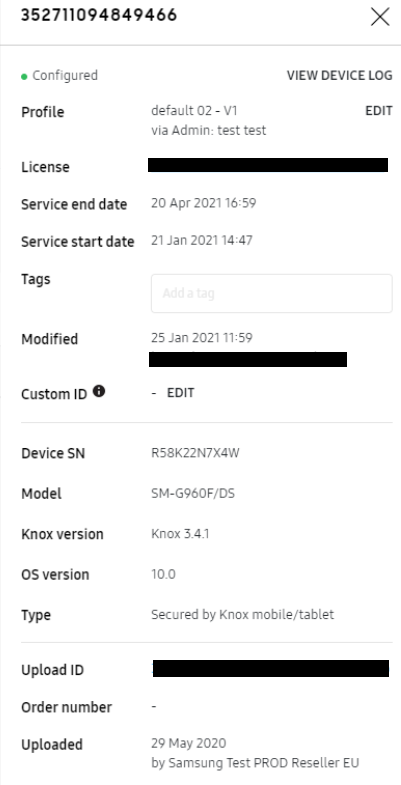 352711094849466
Configured VIEW DEVICE LOG
Profile default 02 - V1 EDIT
via Admin: test test
License
Service end date 20 Apr 2021 16:59
Service start date 21 Jan 2021 14:47
Tags Add a tag
Modified 25 Jan 2021 11:59
Custom ID - EDIT
Device SN R58K22N7X4W
Model SM-G960F/DS
Knox version Knox 3.4.1
OS version 10.0
Type Secured by Knox mobile/tablet
Upload ID
Order number -
Uploaded 29 May 2020
by Samsung Test PROD Reseller EU